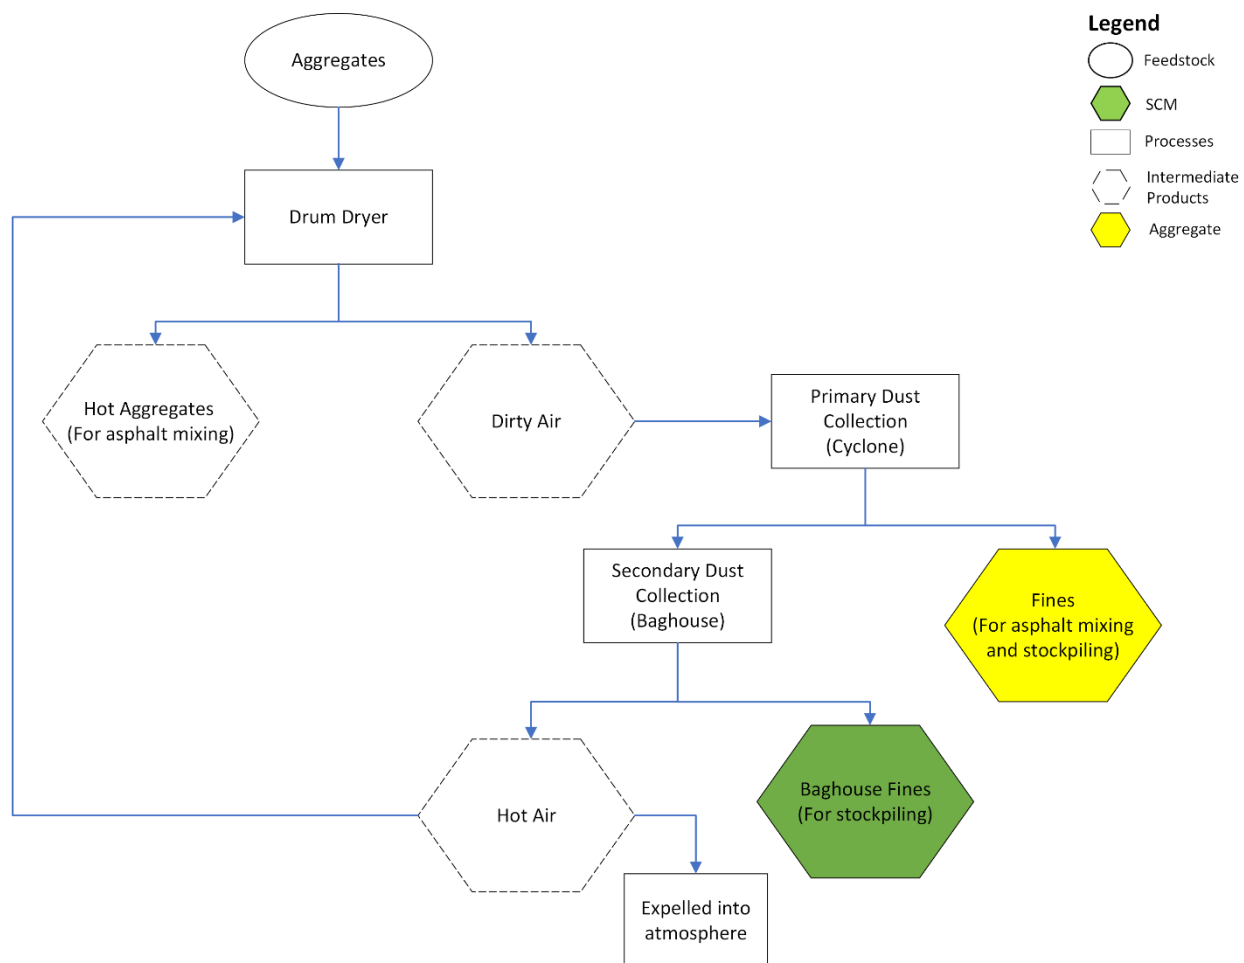 Legend
Feedstock
SCM
Processes
Intermediate
Products
Aggregate
Aggregates
Drum Dryer
Hot Aggregates
(For asphalt mixing)
Dirty Air
Primary Dust
Collection
(Cyclone)
Secondary Dust
Collection
(Baghouse)
Fines
(For asphalt mixing
and stockpiling)
Hot Air
Baghouse Fines
(For stockpiling)
Expelled into
atmosphere